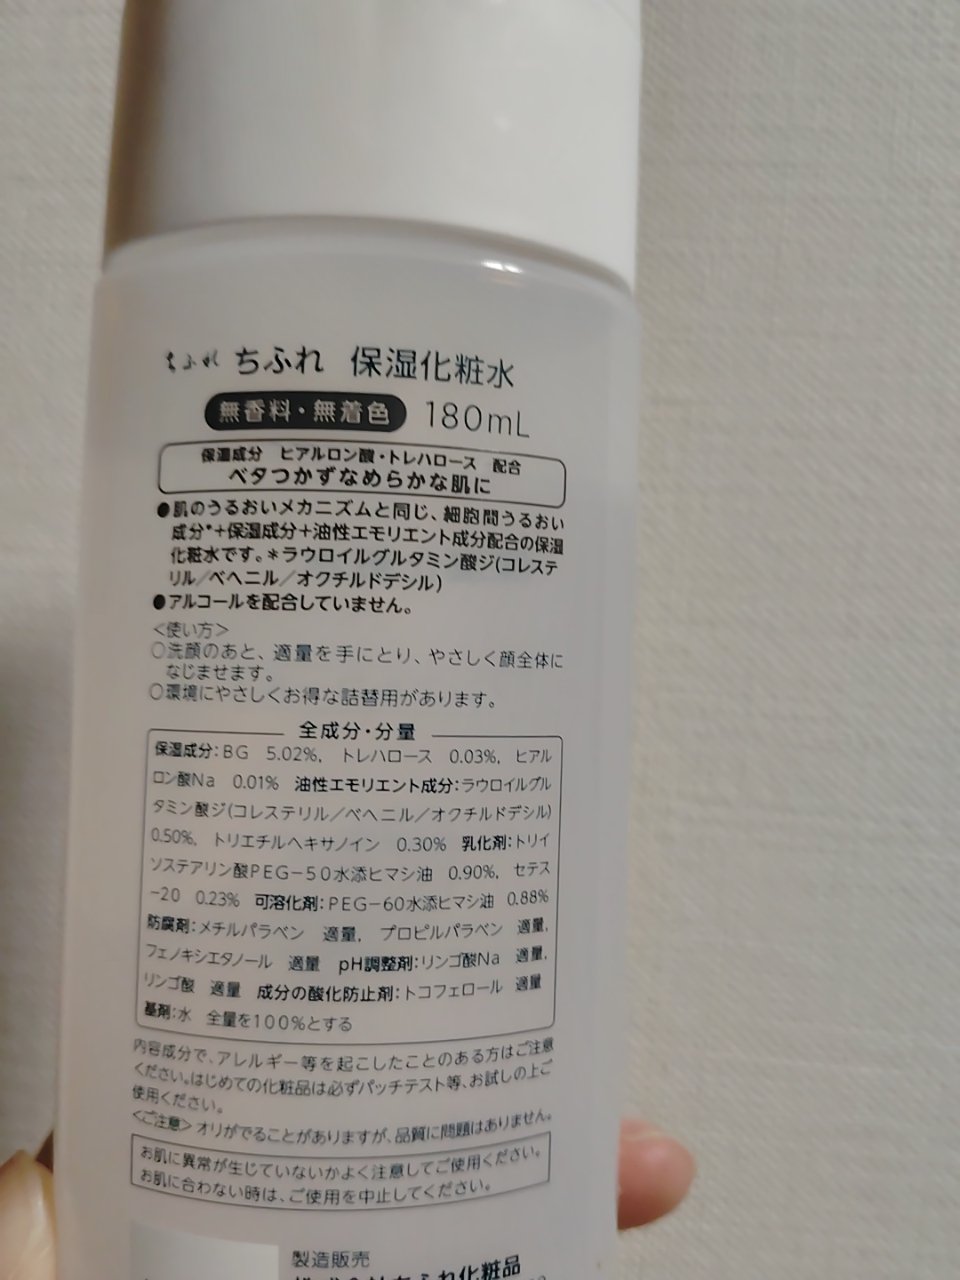 ちふれ ちふれ 保湿化粧水
無香料・無着色 180mL
保湿成分 ヒアルロン酸・トレハロース 配合
ベタつかずなめらかな肌に
●肌のうるおいメカニズムと同じ、細胞間うるおい
成分*+保湿成分+油性エモリエント成分配合の保湿
化粧水です。*ラウロイルグルタミン酸ジ(コレステ
リル/ベヘニル/オクチルドデシル)
●アルコールを配合していません。
<使い方>
○洗顔のあと、適量を手にとり、やさしく顔全体に
なじませます。
○環境にやさしくお得な詰替用があります。
全成分・分量
保湿成分:BG 5.02%, トレハロース 0.03%, ヒアル
ロン酸Na 0.01% 油性エモリエント成分:ラウロイルグル
タミン酸ジ(コレステリル/ベヘニル/オクチルドデシル)
0.50%, トリエチルヘキサノイン 0.30% 乳化剤:トリイ
ソステアリン酸PEG-50水添ヒマシ油 0.90%, セテス
-20 0.23% 可溶化剤:PEG-60水添ヒマシ油 0.88%
防腐剤:メチルパラベン 適量, プロピルパラベン 適量,
フェノキシエタノール 適量 pH調整剤:リンゴ酸Na 適量,
リンゴ酸 適量 成分の酸化防止剤:トコフェロール 適量
基剤:水 全量を100%とする
内容成分で、アレルギー等を起こしたことのある方はご注意
ください。はじめての化粧品は必ずパッチテスト等、お試しの上ご
使用ください。
<ご注意>オリがでることがありますが、品質に問題はありません。
お肌に異常が生じていないかよく注意してご使用ください。
お肌に合わない時は、ご使用を中止してください。
製造販売
株式会社ちふれ化粧品